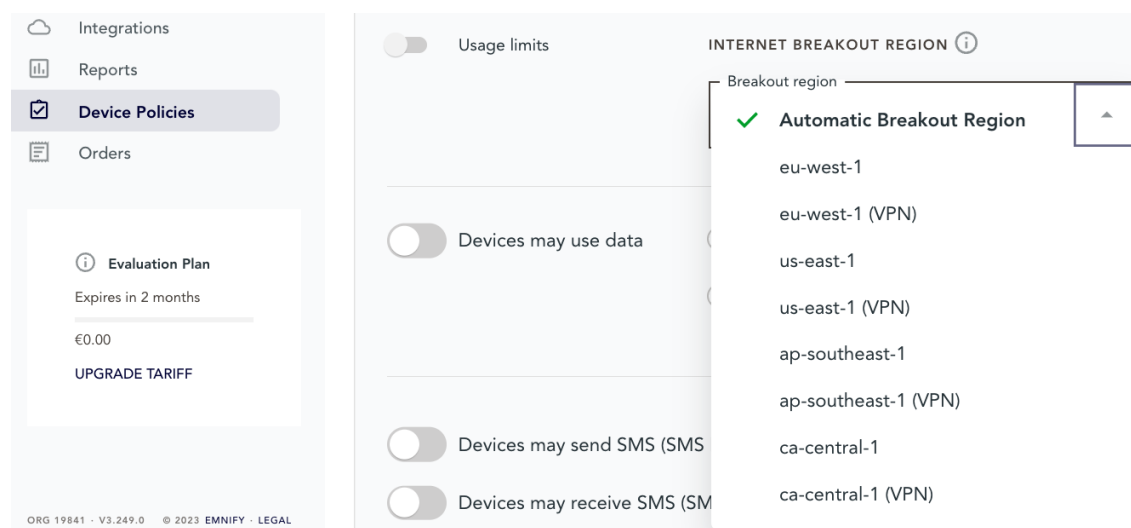 Integrations
Reports
Device Policies
Orders
Evaluation Plan
Expires in 2 months
€0.00
UPGRADE TARIFF
ORG 19841 · V3.249.0 © 2023 EMNIFY · LEGAL
Usage limits
INTERNET BREAKOUT REGION
Breakout region
Automatic Breakout Region
eu-west-1
eu-west-1 (VPN)
us-east-1
us-east-1 (VPN)
ap-southeast-1
ap-southeast-1 (VPN)
ca-central-1
ca-central-1 (VPN)
Devices may use data
Devices may send SMS (SMS
Devices may receive SMS (SM